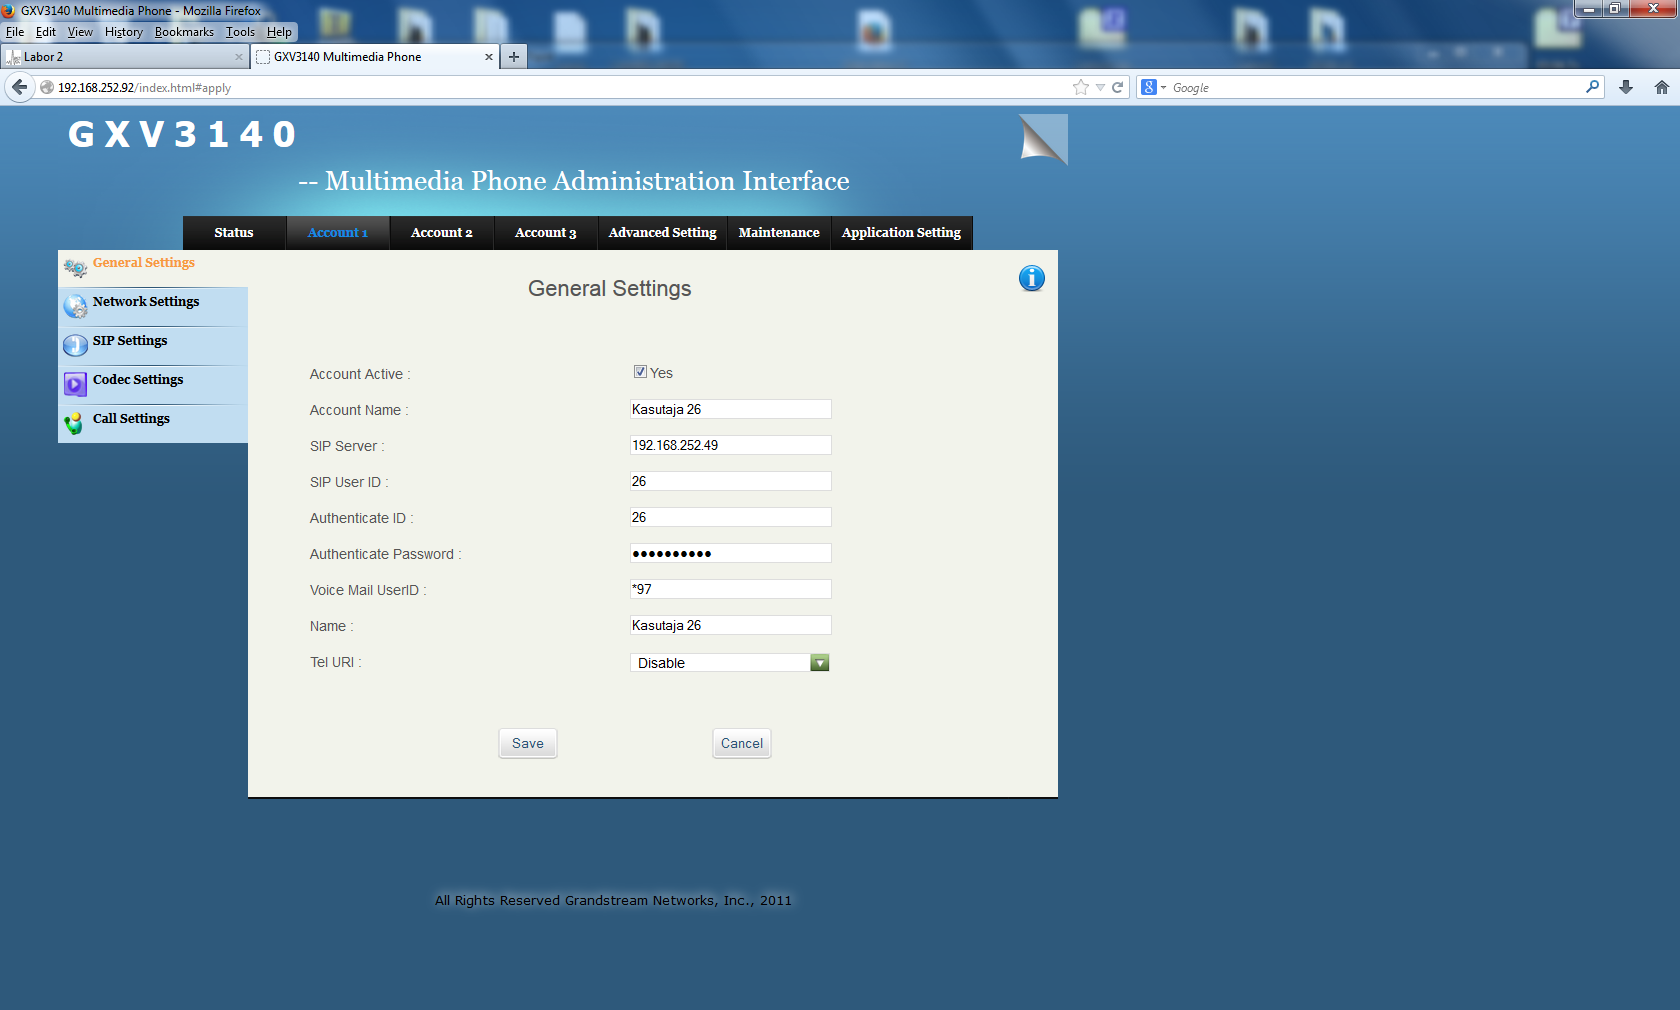 GXV3140 Multimedia Phone - Mozilla Firefox
File Edit View History Bookmarks Tools Help
Labor 2
GXV3140 Multimedia Phone
192.168.252.92/index.html#apply
Google
GXV3140
-- Multimedia Phone Administration Interface
Status Account 1 Account 2 Account 3 Advanced Setting Maintenance Application Setting
General Settings
Network Settings
SIP Settings
Codec Settings
Call Settings
General Settings
Account Active : Yes
Account Name : Kasutaja 26
SIP Server : 192.168.252.49
SIP User ID : 26
Authenticate ID : 26
Authenticate Password : ●●●●●●●●●●
Voice Mail UserID : *97
Name : Kasutaja 26
Tel URI : Disable
Save Cancel
All Rights Reserved Grandstream Networks, Inc., 2011